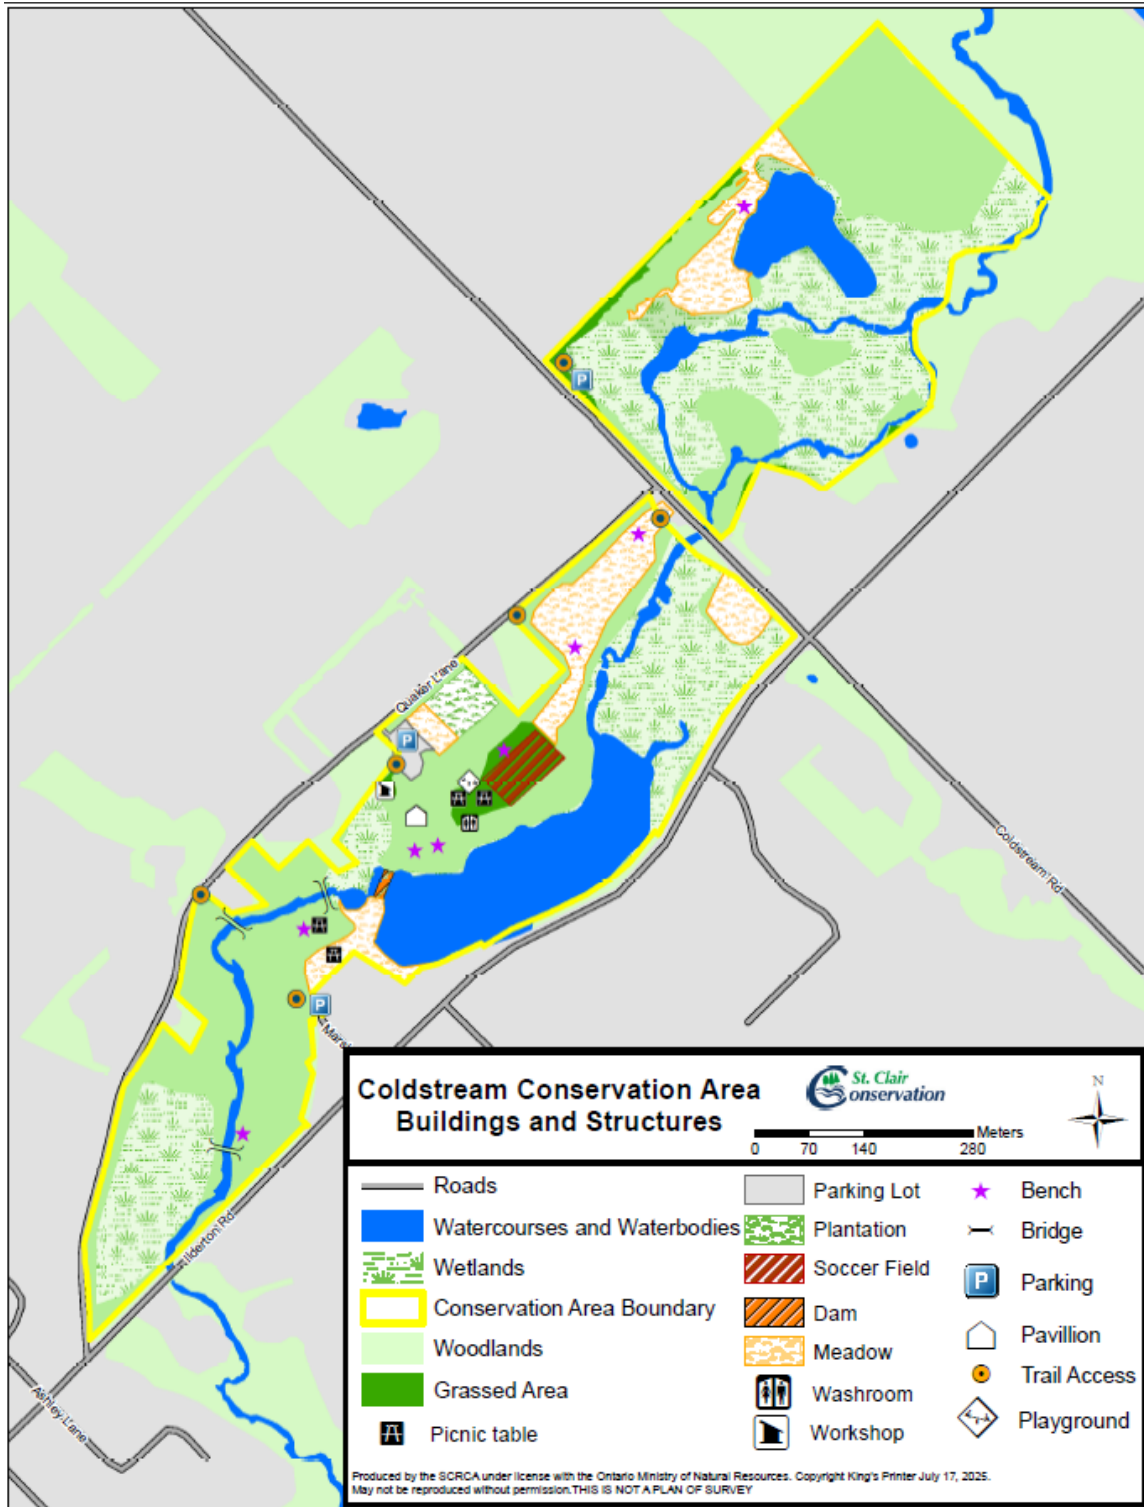 Quaker Lane
Coldstream Rd
Ilderton Rd
Ashley Lane
P
P
P
Coldstream Conservation Area
Buildings and Structures
St. Clair
Conservation
N
Meters
0 70 140 280
Roads
Watercourses and Waterbodies
Wetlands
Conservation Area Boundary
Woodlands
Grassed Area
Picnic table
Parking Lot
Plantation
Soccer Field
Dam
Meadow
Washroom
Workshop
Bench
Bridge
P Parking
Pavillion
Trail Access
Playground
Produced by the SCRCA under license with the Ontario Ministry of Natural Resources. Copyright King's Printer July 17, 2025.
May not be reproduced without permission.THIS IS NOT A PLAN OF SURVEY